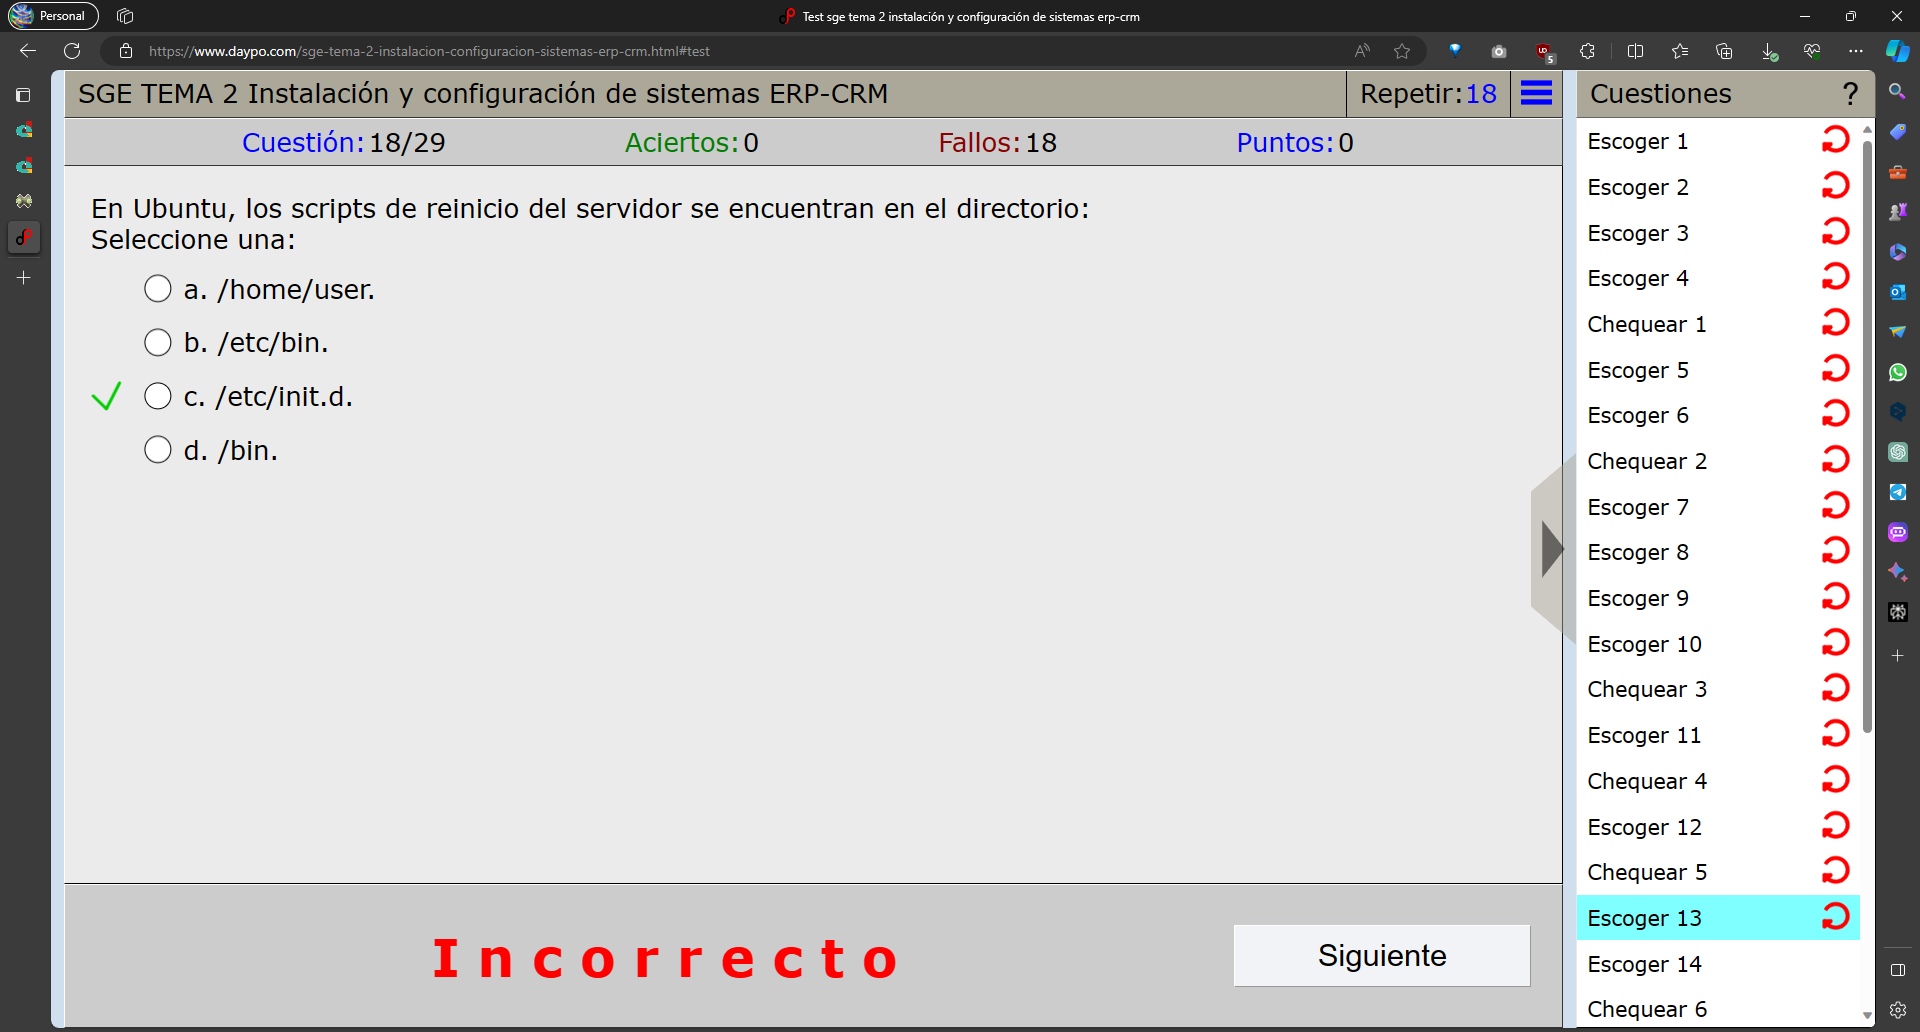 Personal
Test sge tema 2 instalación y configuración de sistemas erp-crm
https://www.daypo.com/sge-tema-2-instalacion-configuracion-sistemas-erp-crm.html#test
5
SGE TEMA 2 Instalación y configuración de sistemas ERP-CRM
Repetir:18
Cuestión:18/29
Aciertos:0
Fallos:18
Puntos:0
En Ubuntu, los scripts de reinicio del servidor se encuentran en el directorio:
Seleccione una:
a. /home/user.
b. /etc/bin.
c. /etc/init.d.
d. /bin.
Incorrecto
Siguiente
Cuestiones
?
Escoger 1
Escoger 2
Escoger 3
Escoger 4
Chequear 1
Escoger 5
Escoger 6
Chequear 2
Escoger 7
Escoger 8
Escoger 9
Escoger 10
Chequear 3
Escoger 11
Chequear 4
Escoger 12
Chequear 5
Escoger 13
Escoger 14
Chequear 6